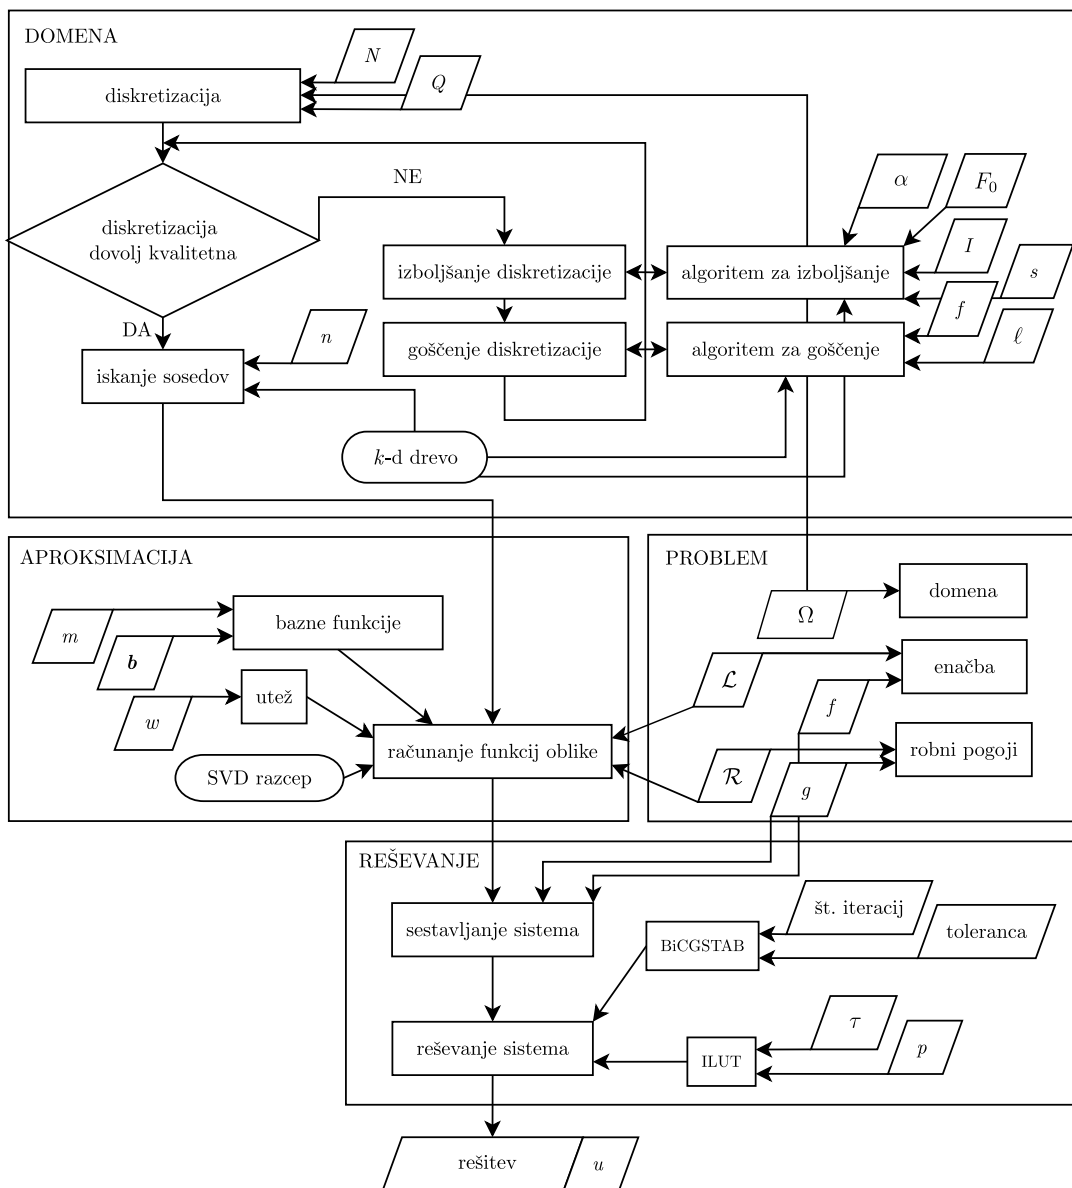 DOMENA
N
Q
diskretizacija
NE
α
F₀
diskretizacija
dovolj kvalitetna
izboljšanje diskretizacije
algoritem za izboljšanje
I
s
f
DA
n
goščenje diskretizacije
algoritem za goščenje
ℓ
iskanje sosedov
k-d drevo
APROKSIMACIJA
PROBLEM
m
bazne funkcije
Ω
domena
b
ℒ
enačba
w
utež
f
računanje funkcij oblike
robni pogoji
SVD razcep
ℛ
g
REŠEVANJE
št. iteracij
sestavljanje sistema
BiCGSTAB
toleranca
τ
reševanje sistema
ILUT
p
rešitev
u